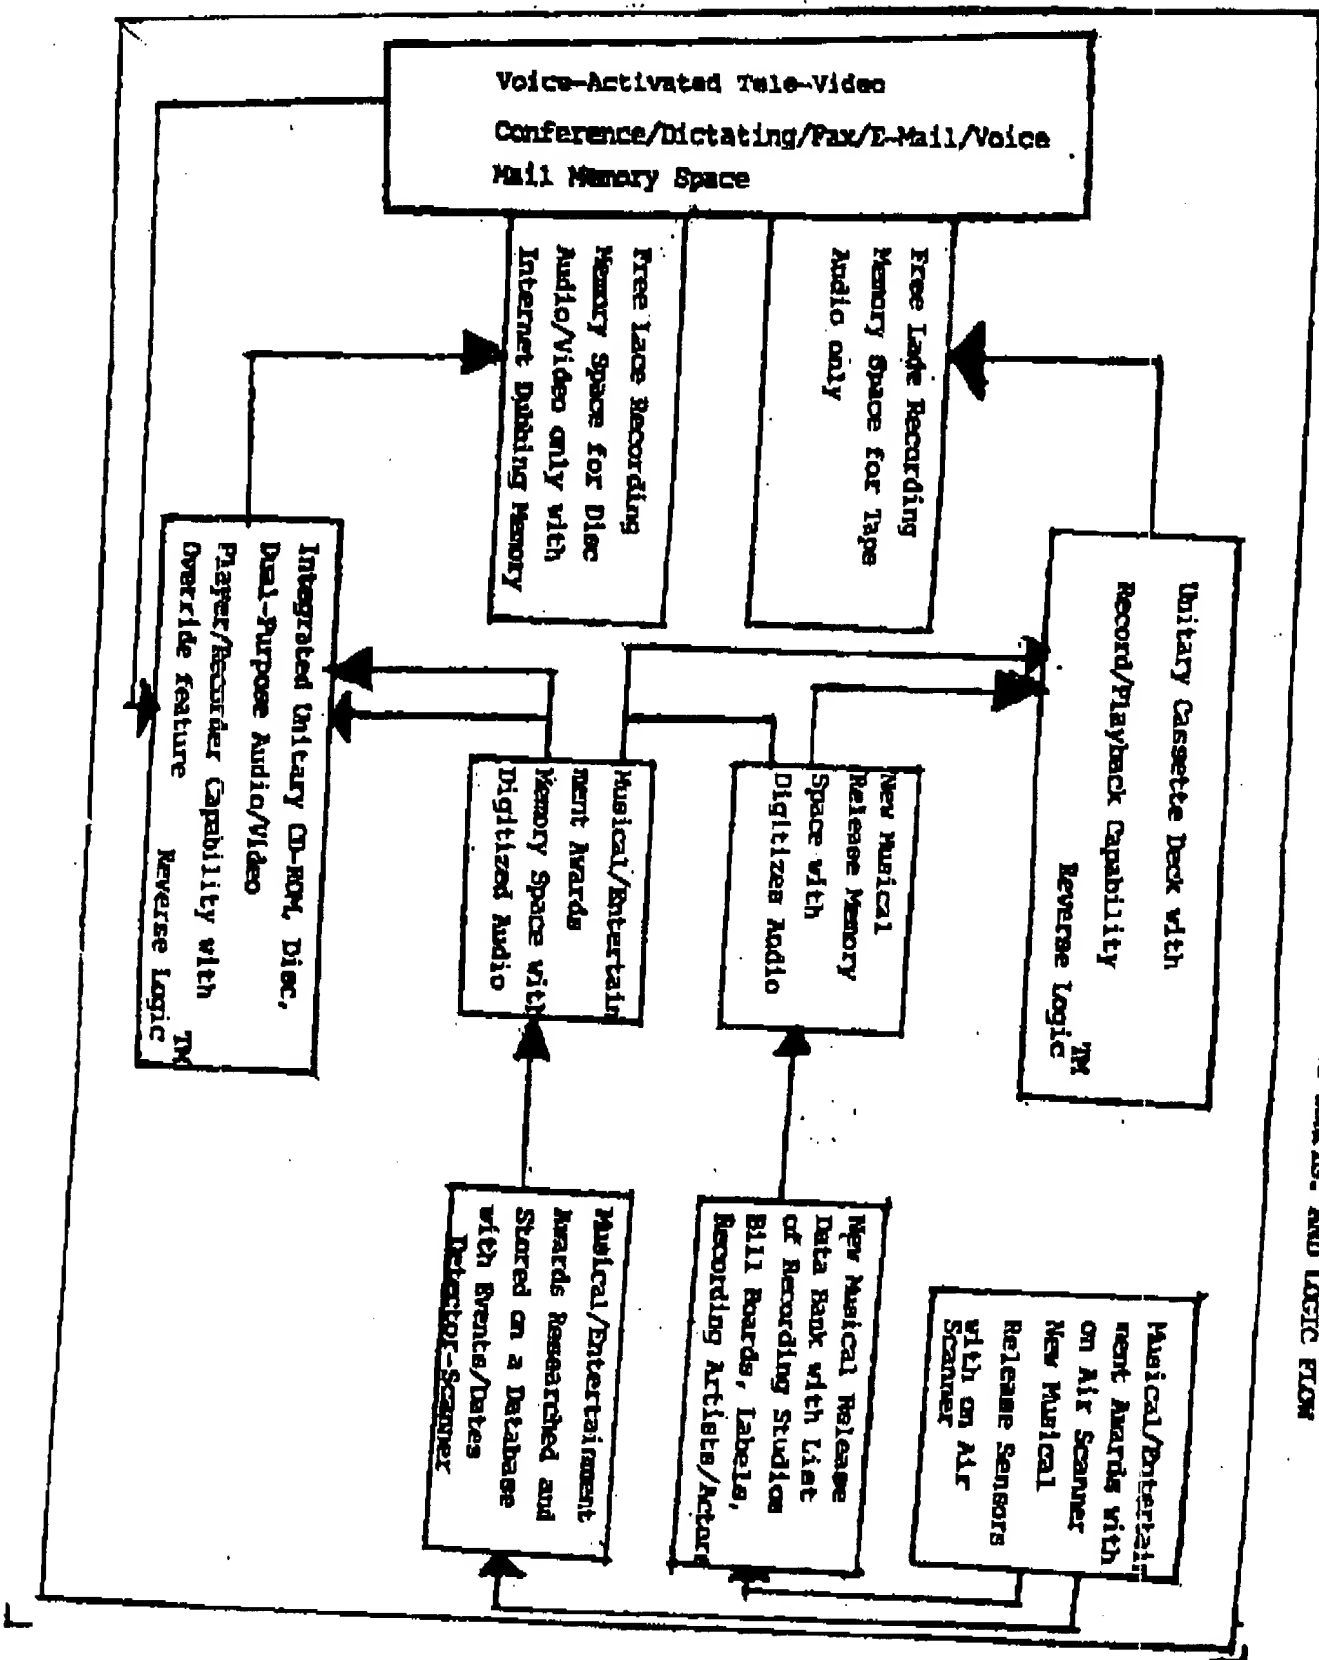 AND LOGIC FLOW
Voice-Activated Tele-Video
Conference/Dictating/Fax/E-Mail/Voice
Mail Memory Space
Unitary Cassette Deck with
Record/Playback Capability
TM
Reverse Logic
Free Lade Recording
Memory Space for Tape
Audio only
Free Lace Recording
Memory Space for Disc
Audio/Video only with
Internet Dubbing Memory
Integrated Unitary CD-ROM, Disc,
Dual-Purpose Audio/Video
Player/Recorder Capability with
Override feature
TM
Reverse Logic
New Musical
Release Memory
Space with
Digitizes Audio
Musical/Entertain
ment Awards
Memory Space with
Digitized Audio
Musical/Entertain
ment Awards with
on Air Scanner
New Musical
Release Sensors
with on Air
Scanner
New Musical Release
Data Bank with List
of Recording Studios
Bill Boards, Labels,
Recording Artists/Actors
Musical/Entertainment
Awards Researched and
Stored on a Database
with Events/Dates
Detector-Scanner